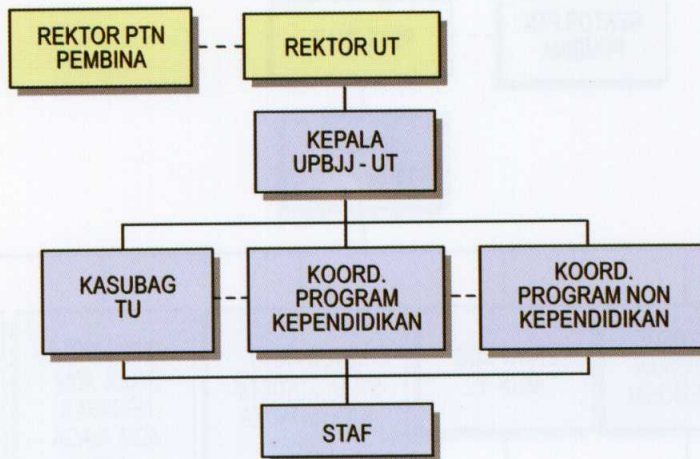 REKTOR PTN
PEMBINA
REKTOR UT
KEPALA
UPBJJ - UT
KASUBAG
TU
KOORD.
PROGRAM
KEPENDIDIKAN
KOORD.
PROGRAM NON
KEPENDIDIKAN
STAF